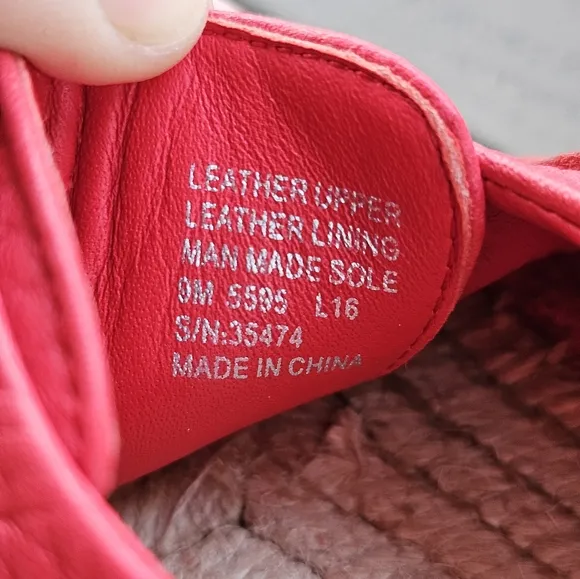 LEATHER UPPER
LEATHER LINING
MAN MADE SOLE
9M 5595 L16
S/N:35474
MADE IN CHINA